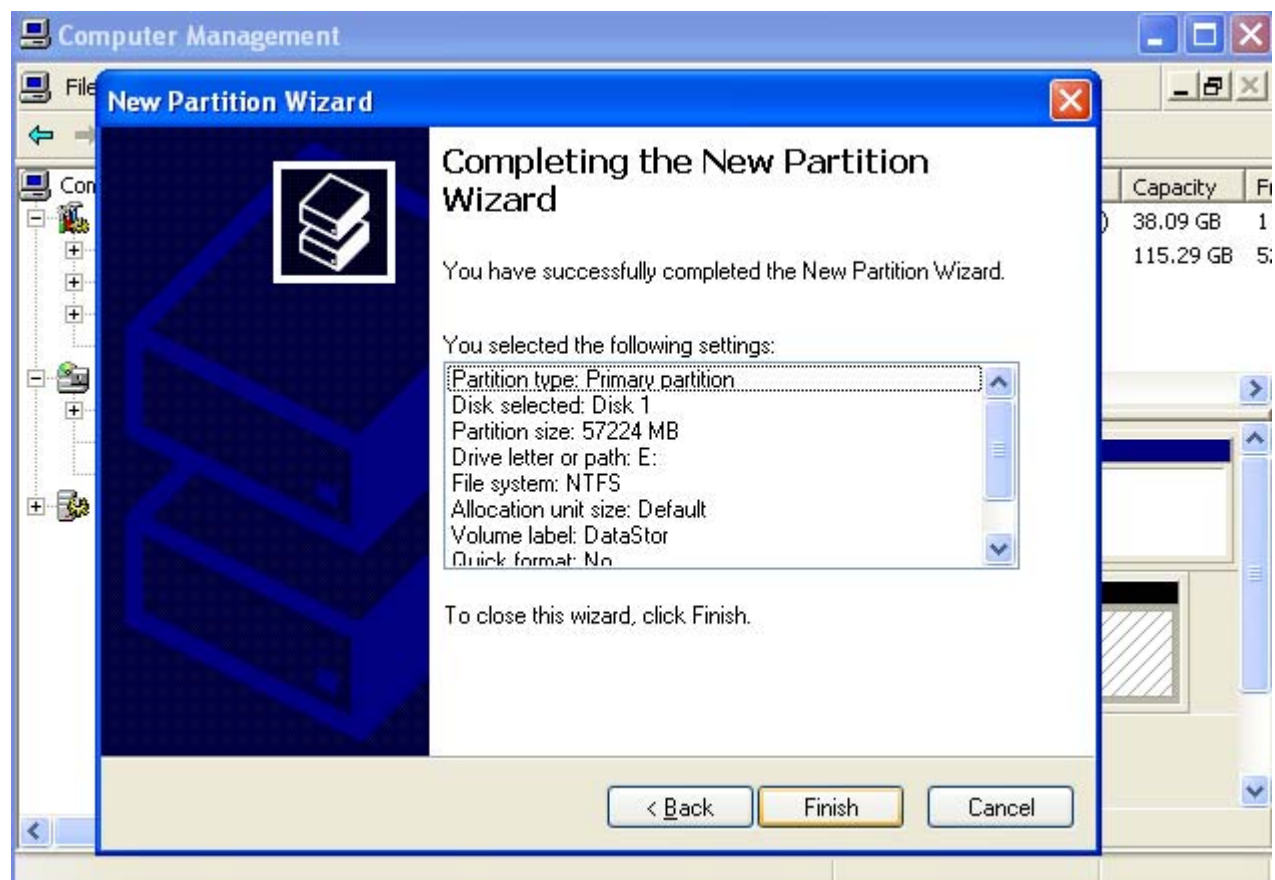 Computer Management
File
New Partition Wizard
Completing the New Partition
Wizard
You have successfully completed the New Partition Wizard.
You selected the following settings:
Partition type: Primary partition
Disk selected: Disk 1
Partition size: 57224 MB
Drive letter or path: E:
File system: NTFS
Allocation unit size: Default
Volume label: DataStor
Quick format: No
To close this wizard, click Finish.
< Back
Finish
Cancel
Capacity
38.09 GB
115.29 GB